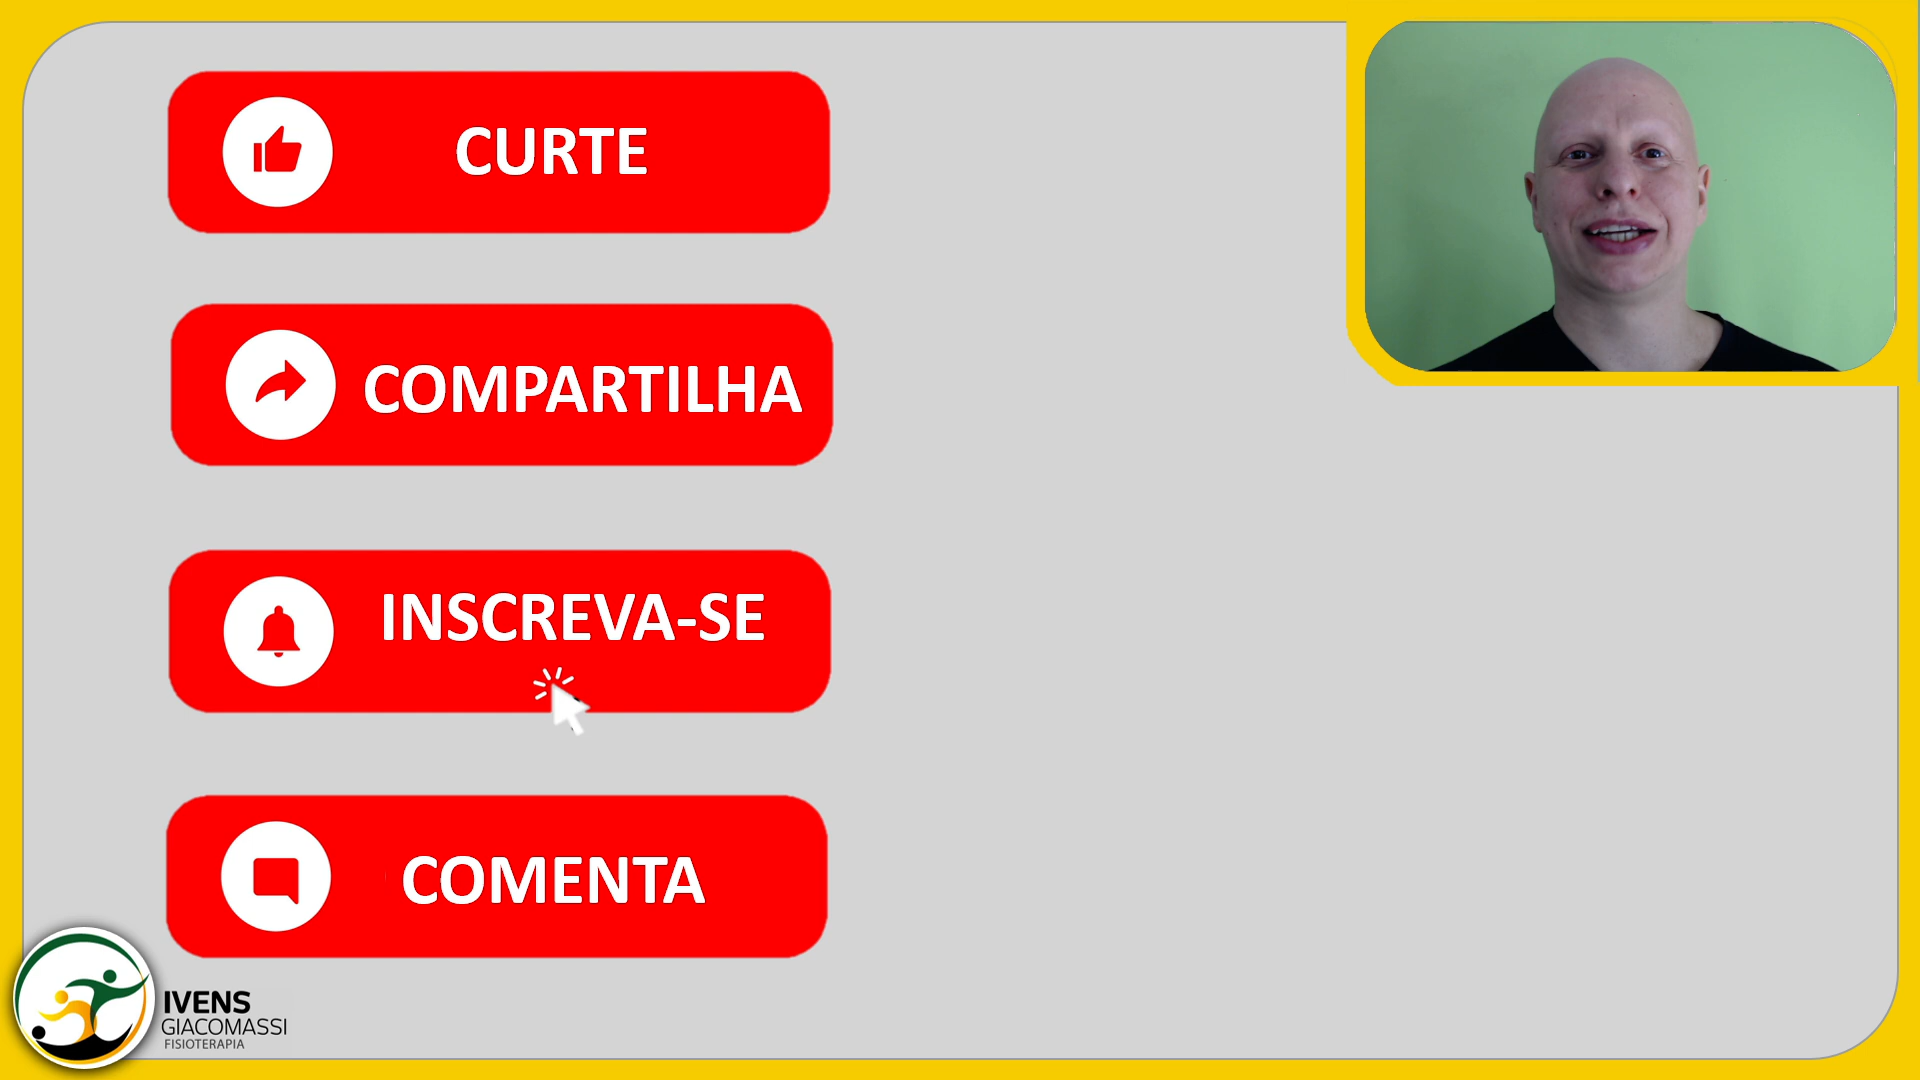 CURTE
COMPARTILHA
INSCREVA-SE
COMENTA
IVENS
GIACOMASSI
FISIOTERAPIA